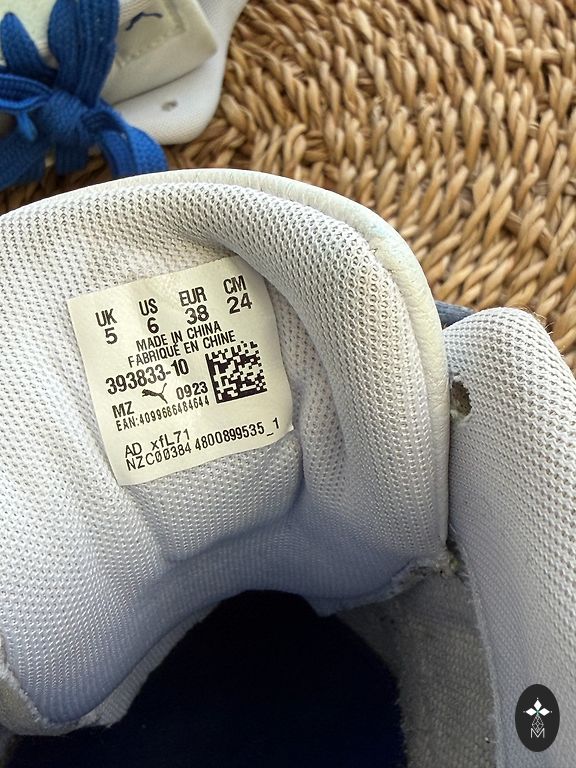 UK US EUR CM
5 6 38 24
MADE IN CHINA
FABRIQUÉ EN CHINE
393833-10
MZ 0923
EAN:4099686484644
AD xfL71
NZC00384 4800899535_1
M